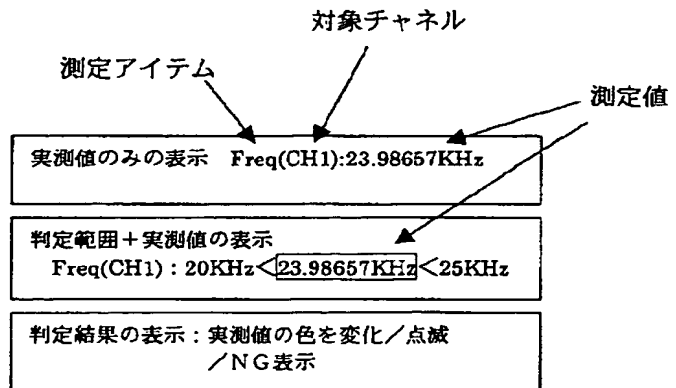 対象チャネル
測定アイテム
測定値
実測値のみの表示 Freq(CH1):23.98657KHz
判定範囲+実測値の表示
Freq(CH1) : 20KHz<23.98657KHz<25KHz
判定結果の表示:実測値の色を変化/点滅
/NG表示